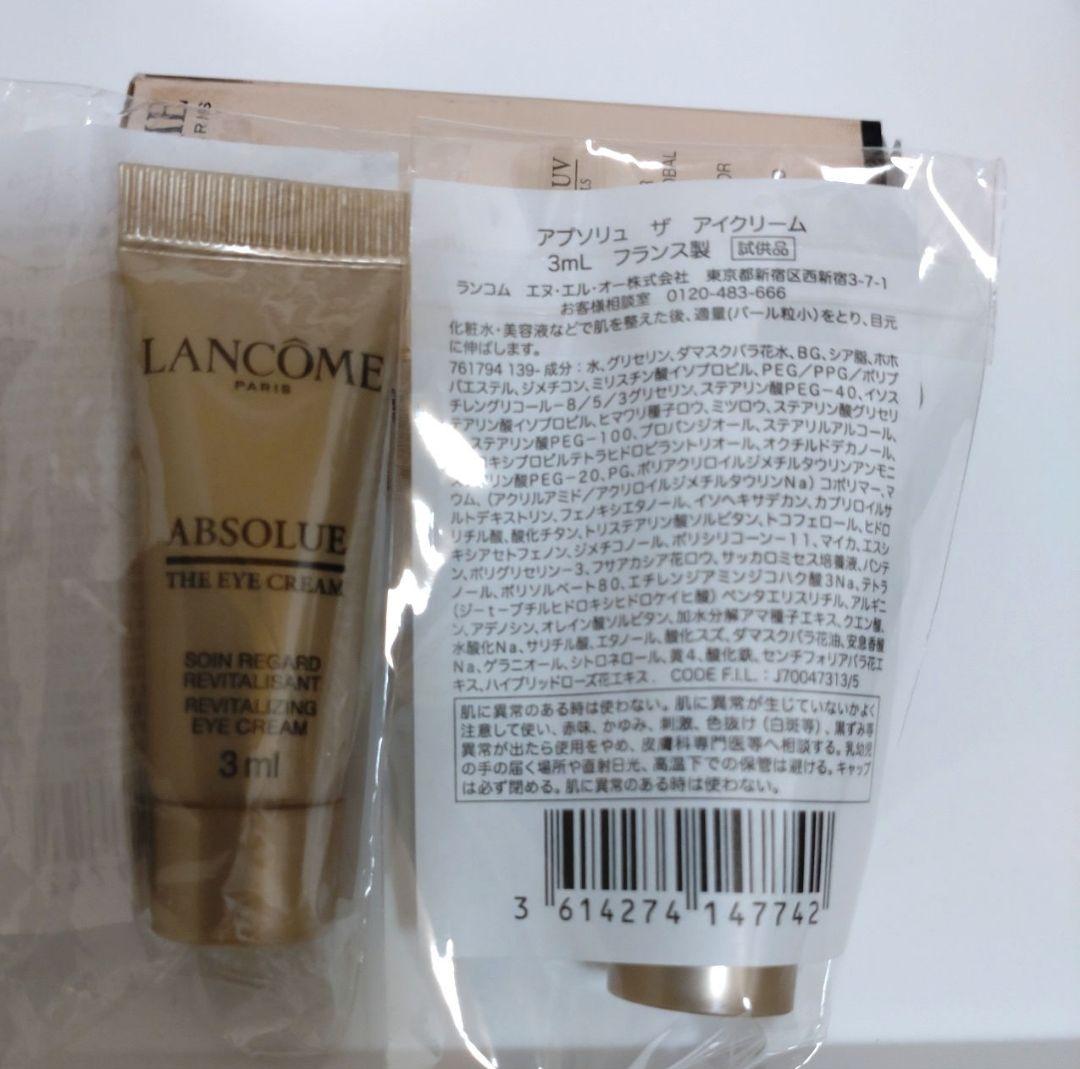 RIS
UV
OBAL
OR
LANCÔME
PARIS
ABSOLUE
THE EYE CREAM
SOIN REGARD
REVITALISANT
REVITALIZING
EYE CREAM
3 ml
アプソリュ ザ アイクリーム
3mL フランス製 試供品
ランコム エヌ・エル・オー株式会社 東京都新宿区西新宿3-7-1
お客様相談室 0120-483-666
化粧水・美容液などで肌を整えた後、適量(パール粒小)をとり、目元
に伸ばします。
761794 139- 成分:水、グリセリン、ダマスクバラ花水、BG、シア脂、ホホ
バエステル、ジメチコン、ミリスチン酸イソプロピル、PEG/PPG/ポリブ
チレングリコール-8/5/3グリセリン、ステアリン酸PEG-40、イソス
テアリン酸イソプロピル、ヒマワリ種子ロウ、ミツロウ、ステアリン酸グリセリ
ステアリン酸PEG-100、プロパンジオール、ステアリルアルコール、
キシプロピルテトラヒドロピラントリオール、オクチルドデカノール、
リン酸PEG-20、PG、ポリアクリロイルジメチルタウリンアンモニ
ウム、(アクリルアミド/アクリロイルジメチルタウリンNa)コポリマー、マ
ルトデキストリン、フェノキシエタノール、イソヘキサデカン、カプリロイルサ
リチル酸、酸化チタン、トリステアリン酸ソルビタン、トコフェロール、ヒドロ
キシアセトフェノン、ジメチコノール、ポリシリコーン-11、マイカ、エスシ
ン、ポリグリセリン-3、フサアカシア花ロウ、サッカロミセス培養液、パンテ
ノール、ポリソルベート80、エチレンジアミンジコハク酸3Na、テトラ
(ジ-t-ブチルヒドロキシヒドロケイヒ酸)ペンタエリスリチル、アルギニ
ン、アデノシン、オレイン酸ソルビタン、加水分解アマ種子エキス、クエン酸、
水酸化Na、サリチル酸、エタノール、酸化スズ、ダマスクバラ花油、安息香酸
Na、ゲラニオール、シトロネロール、黄4、酸化鉄、センチフォリアバラ花エ
キス、ハイブリッドローズ花エキス. CODE F.I.L.:J70047313/5
肌に異常のある時は使わない。肌に異常が生じていないかよく
注意して使い、赤味、かゆみ、刺激、色抜け(白斑等)、黒ずみ等
異常が出たら使用をやめ、皮膚科専門医等へ相談する。乳幼児
の手の届く場所や直射日光、高温下での保管は避ける。キャップ
は必ず閉める。肌に異常のある時は使わない。
3 614274 147742